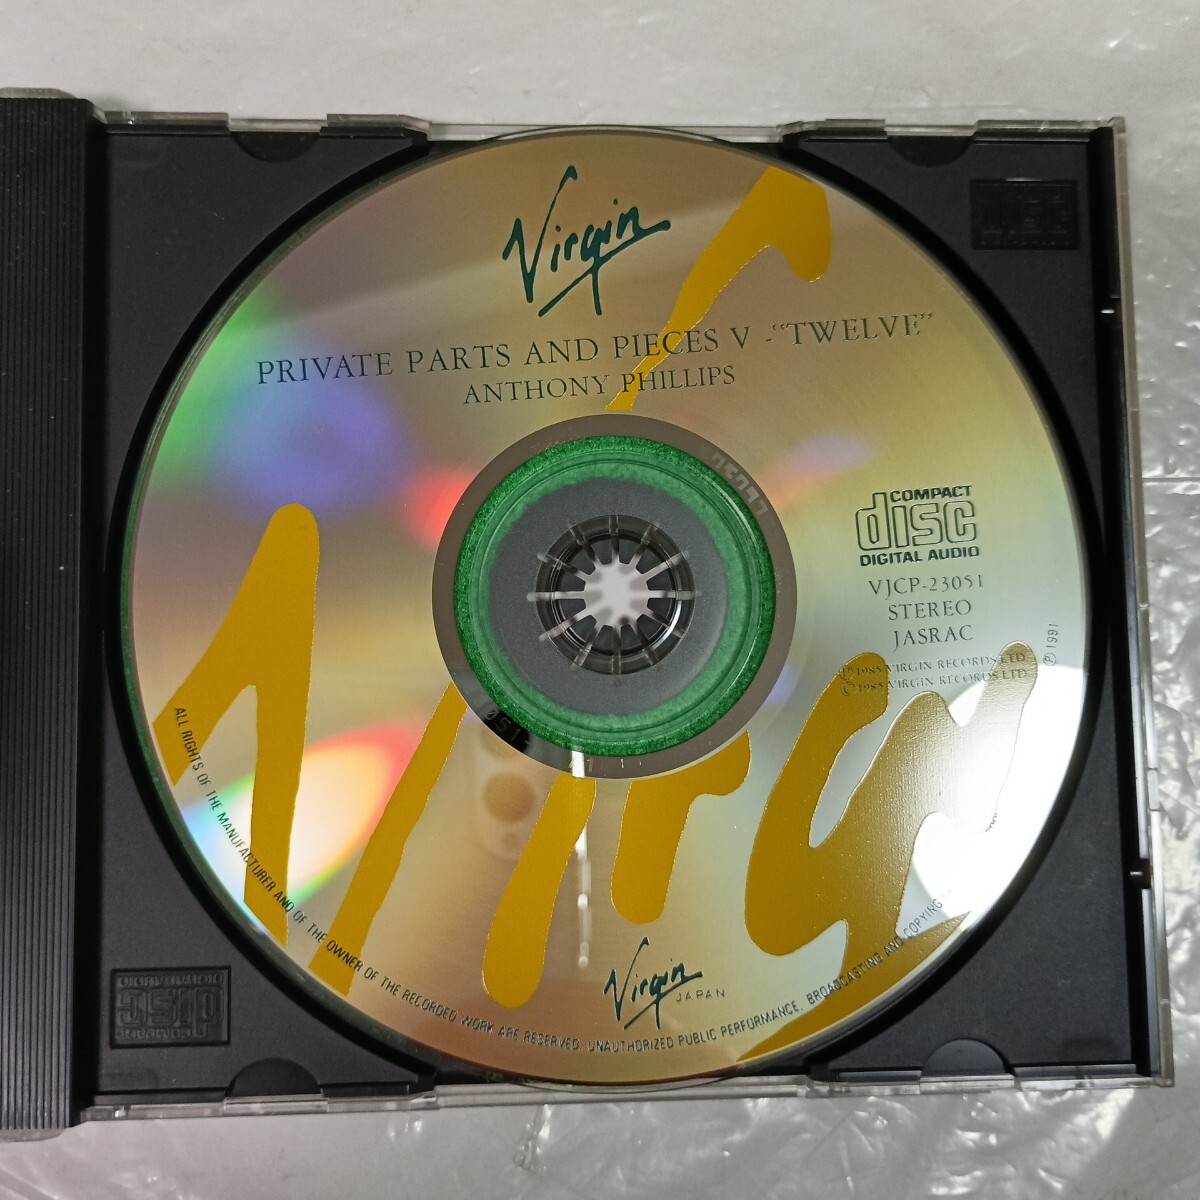 Virgin
PRIVATE PARTS AND PIECES V - "TWELVE"
ANTHONY PHILLIPS
COMPACT
disc
DIGITAL AUDIO
VJCP-23051
STEREO
JASRAC
Ⓟ1985 VIRGIN RECORDS LTD.
©1985 VIRGIN RECORDS LTD.
Ⓟ1991
Virgin
JAPAN
ALL RIGHTS OF THE MANUFACTURER AND OF THE OWNER OF THE RECORDED WORK ARE RESERVED. UNAUTHORIZED PUBLIC PERFORMANCE, BROADCASTING AND COPYING